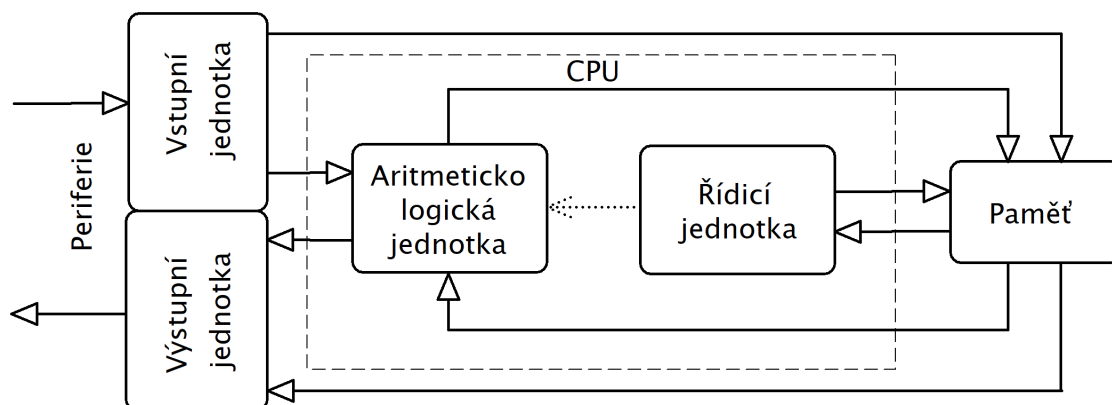 Periferie
Vstupní
jednotka
Výstupní
jednotka
CPU
Aritmeticko
logická
jednotka
Řídicí
jednotka
Paměť